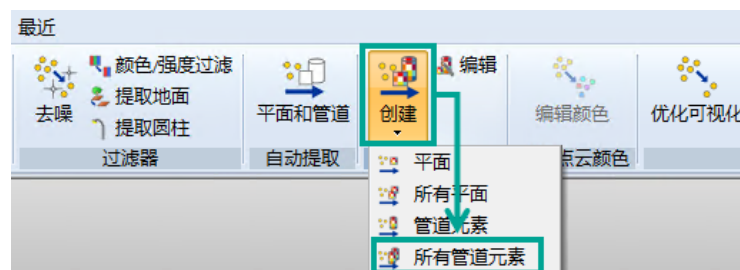 最近
颜色/强度过滤
提取地面
提取圆柱
去噪
过滤器
平面和管道
自动提取
创建
编辑
编辑颜色
点云颜色
优化可视化
平面
所有平面
管道元素
所有管道元素